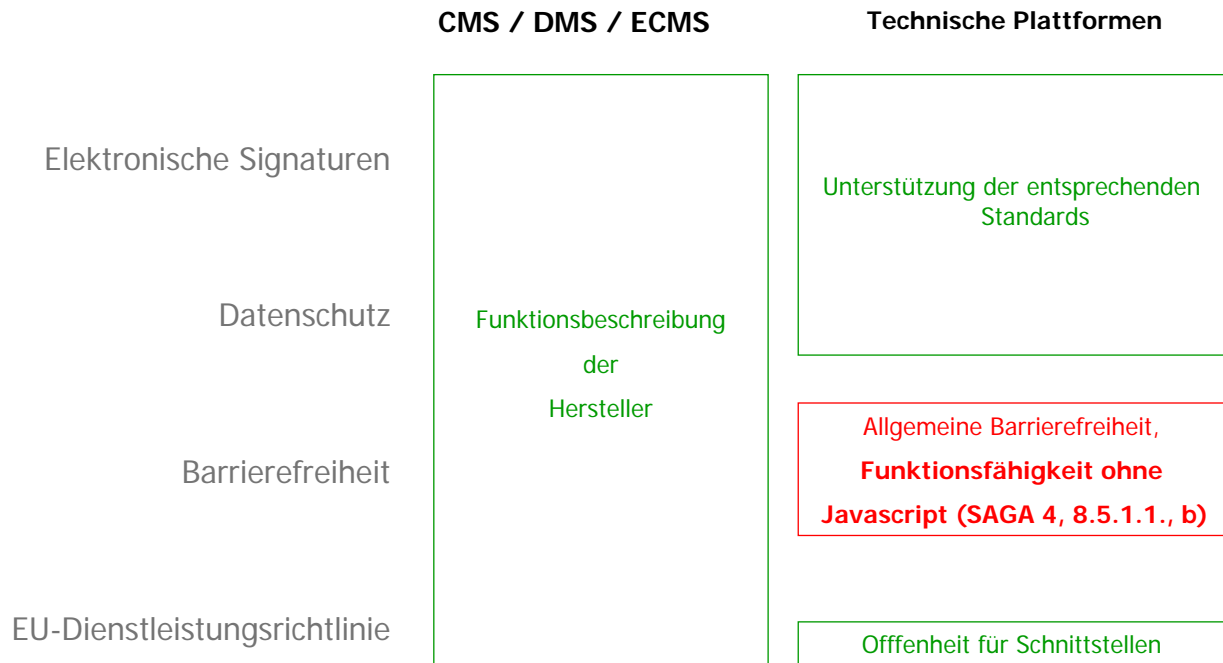 CMS / DMS / ECMS
Technische Plattformen
Elektronische Signaturen
Unterstützung der entsprechenden
Standards
Datenschutz
Funktionsbeschreibung
der
Hersteller
Allgemeine Barrierefreiheit,
Funktionsfähigkeit ohne
Javascript (SAGA 4, 8.5.1.1., b)
Barrierefreiheit
EU-Dienstleistungsrichtlinie
Offfenheit für Schnittstellen